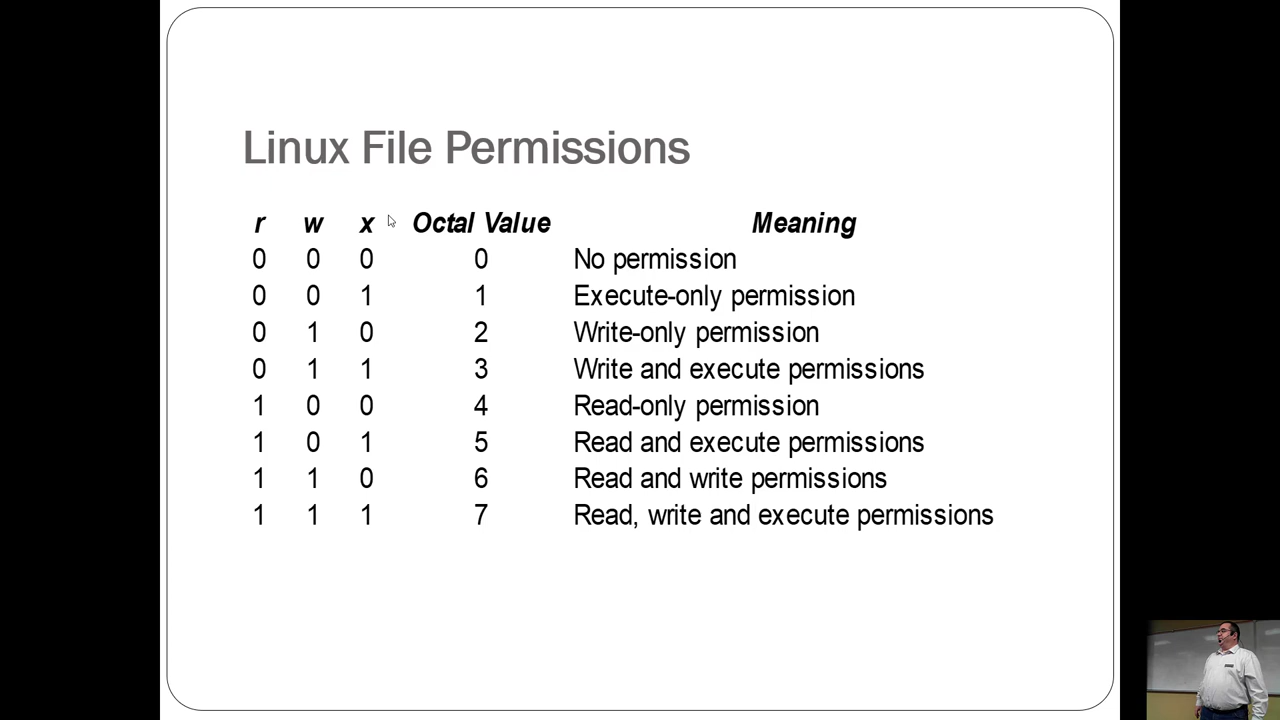 Linux File Permissions
r w x Octal Value Meaning
0 0 0 0 No permission
0 0 1 1 Execute-only permission
0 1 0 2 Write-only permission
0 1 1 3 Write and execute permissions
1 0 0 4 Read-only permission
1 0 1 5 Read and execute permissions
1 1 0 6 Read and write permissions
1 1 1 7 Read, write and execute permissions